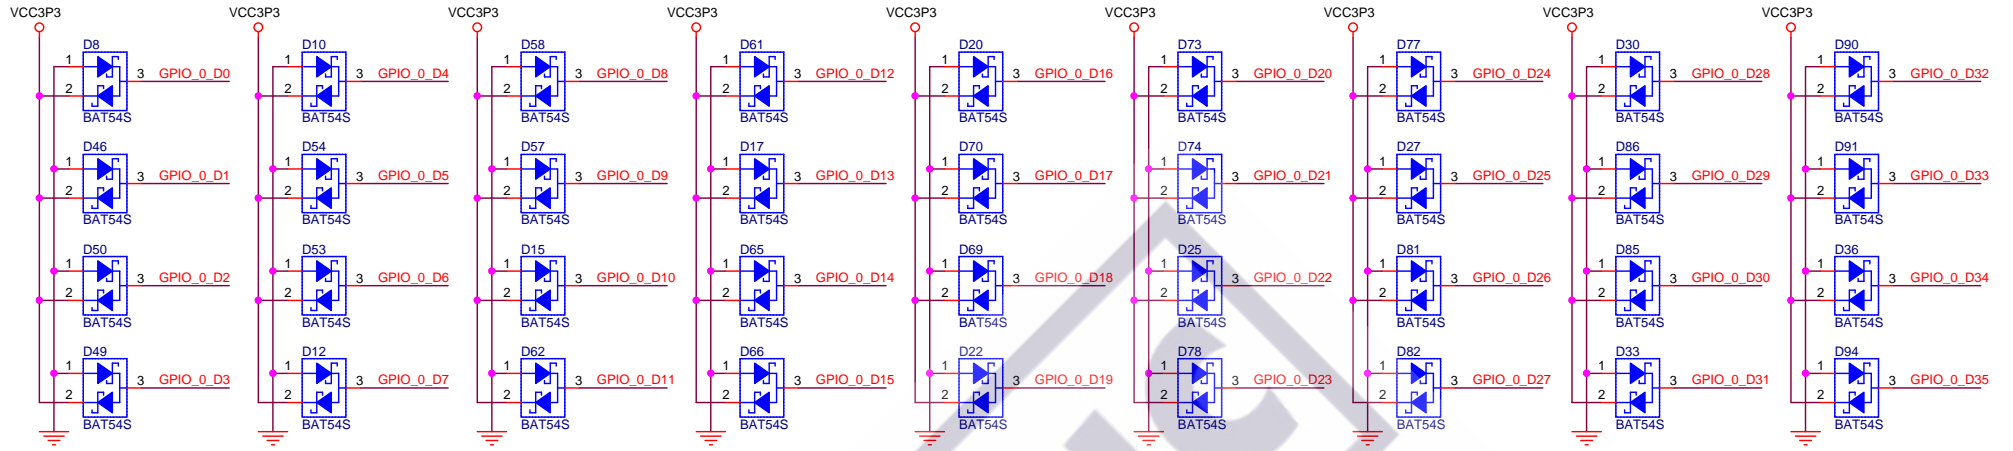 VCC3P3 VCC3P3 VCC3P3 VCC3P3 VCC3P3 VCC3P3 VCC3P3 VCC3P3 VCC3P3
D8 D10 D58 D61 D20 D73 D77 D30 D90
1 1 1 1 1 1 1 1 1
3 GPIO_0_D0 3 GPIO_0_D4 3 GPIO_0_D8 3 GPIO_0_D12 3 GPIO_0_D16 3 GPIO_0_D20 3 GPIO_0_D24 3 GPIO_0_D28 3 GPIO_0_D32
2 2 2 2 2 2 2 2 2
BAT54S BAT54S BAT54S BAT54S BAT54S BAT54S BAT54S BAT54S BAT54S
D46 D54 D57 D17 D70 D74 D27 D86 D91
1 1 1 1 1 1 1 1 1
3 GPIO_0_D1 3 GPIO_0_D5 3 GPIO_0_D9 3 GPIO_0_D13 3 GPIO_0_D17 3 GPIO_0_D21 3 GPIO_0_D25 3 GPIO_0_D29 3 GPIO_0_D33
2 2 2 2 2 2 2 2 2
BAT54S BAT54S BAT54S BAT54S BAT54S BAT54S BAT54S BAT54S BAT54S
D50 D53 D15 D65 D69 D25 D81 D85 D36
1 1 1 1 1 1 1 1 1
3 GPIO_0_D2 3 GPIO_0_D6 3 GPIO_0_D10 3 GPIO_0_D14 3 GPIO_0_D18 3 GPIO_0_D22 3 GPIO_0_D26 3 GPIO_0_D30 3 GPIO_0_D34
2 2 2 2 2 2 2 2 2
BAT54S BAT54S BAT54S BAT54S BAT54S BAT54S BAT54S BAT54S BAT54S
D49 D12 D62 D66 D22 D78 D82 D33 D94
1 1 1 1 1 1 1 1 1
3 GPIO_0_D3 3 GPIO_0_D7 3 GPIO_0_D11 3 GPIO_0_D15 3 GPIO_0_D19 3 GPIO_0_D23 3 GPIO_0_D27 3 GPIO_0_D31 3 GPIO_0_D35
2 2 2 2 2 2 2 2 2
BAT54S BAT54S BAT54S BAT54S BAT54S BAT54S BAT54S BAT54S BAT54S